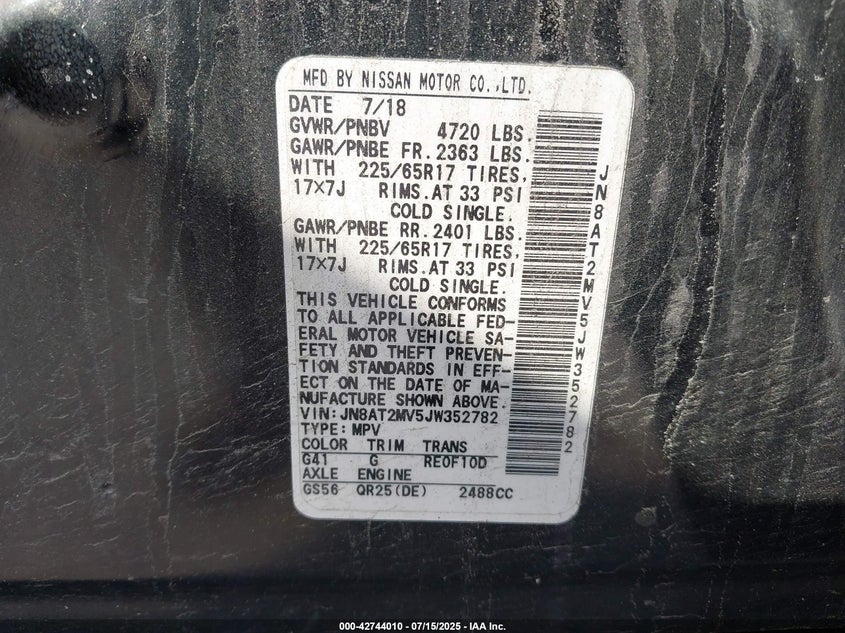 MFD BY NISSAN MOTOR CO.,LTD.
DATE 7/18
GVWR/PNBV 4720 LBS.
GAWR/PNBE FR.2363 LBS.
WITH 225/65R17 TIRES,
17×7J RIMS.AT 33 PSI
COLD SINGLE.
GAWR/PNBE RR.2401 LBS.
WITH 225/65R17 TIRES,
17×7J RIMS.AT 33 PSI
COLD SINGLE.
THIS VEHICLE CONFORMS
TO ALL APPLICABLE FED-
ERAL MOTOR VEHICLE SA-
FETY AND THEFT PREVEN-
TION STANDARDS IN EFF-
ECT ON THE DATE OF MA-
NUFACTURE SHOWN ABOVE.
VIN:JN8AT2MV5JW352782
TYPE:MPV
COLOR TRIM TRANS
G41 G RE0F10D
AXLE ENGINE
GS56 QR25(DE) 2488CC
JN8AT2MV5JW352782
000-42744010 - 07/15/2025 - IAA Inc.